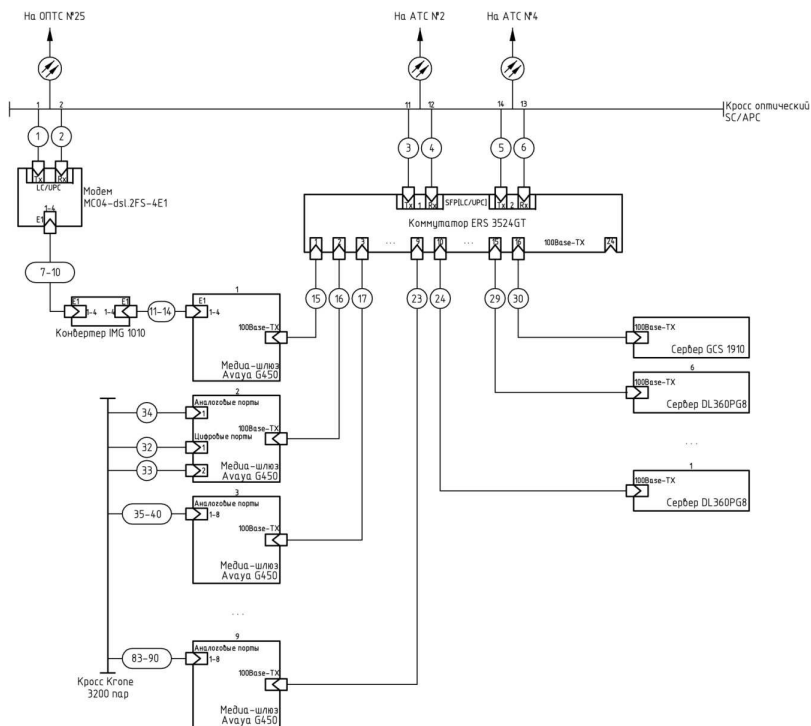 На ОПТС №25
На АТС №2
На АТС №4
1 2 11 12 14 13
Кросс оптический
SC/APC
1 2 3 4 5 6
Tx Rx
LC/UPC
Модем
MC04-dsl.2FS-4E1
1-4
E1
Tx 1 Rx SFP[LC/UPC] Tx 2 Rx
Коммутатор ERS 3524GT
1 2 3 ... 9 10 ... 15 16 100Base-TX 24
7-10
15 16 17 23 24 29 30
E1 E1
1-4 1-4
Конвертер IMG 1010
11-14
1
E1
1-4
100Base-TX
Медиа-шлюз
Avaya G450
100Base-TX
Сервер GCS 1910
6
100Base-TX
Сервер DL360PG8
...
1
100Base-TX
Сервер DL360PG8
2
34
Аналоговые порты
1
100Base-TX
32
Цифровые порты
1
33
2
Медиа-шлюз
Avaya G450
3
35-40
Аналоговые порты
1-8
100Base-TX
Медиа-шлюз
Avaya G450
...
9
83-90
Аналоговые порты
1-8
100Base-TX
Медиа-шлюз
Avaya G450
Кросс Krone
3200 пар